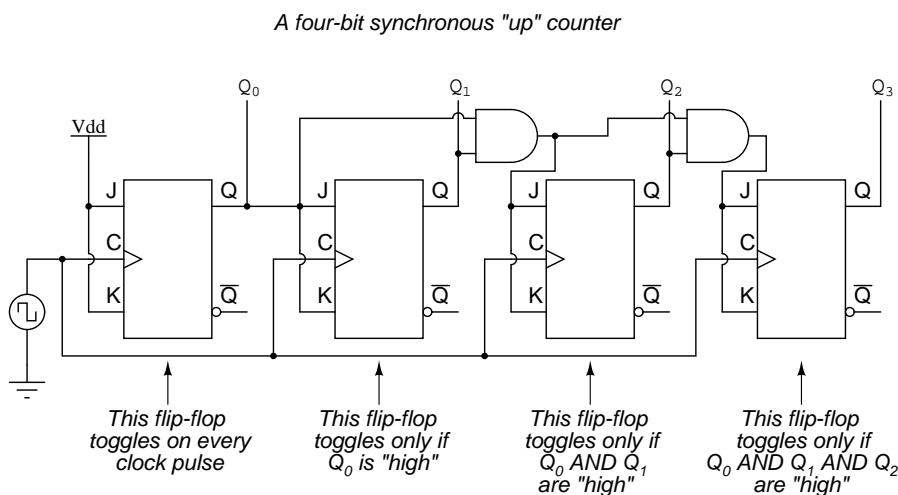 A four-bit synchronous "up" counter
Q0 Q1 Q2 Q3
Vdd
J Q J Q J Q J Q
C C C C
K Q̅ K Q̅ K Q̅ K Q̅
This flip-flop
toggles on every
clock pulse
This flip-flop
toggles only if
Q0 is "high"
This flip-flop
toggles only if
Q0 AND Q1
are "high"
This flip-flop
toggles only if
Q0 AND Q1 AND Q2
are "high"